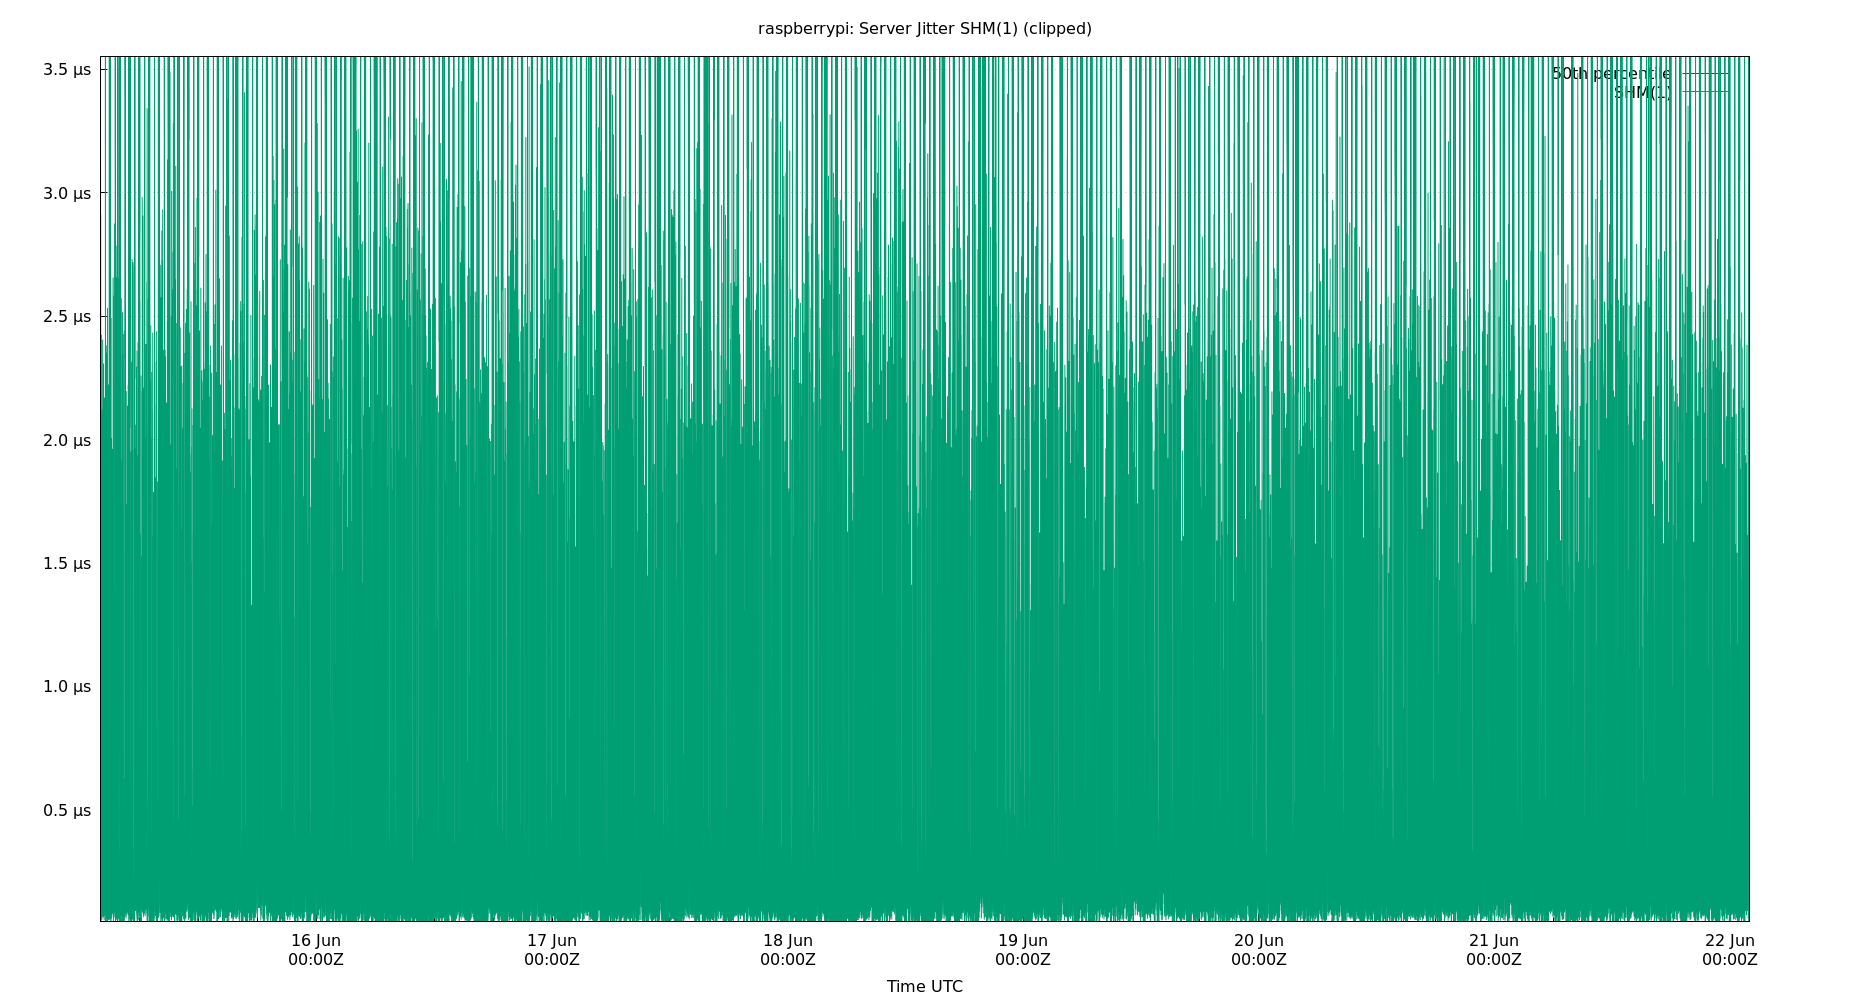 raspberrypi: Server Jitter SHM(1) (clipped)
3.5 µs
50th percentile
SHM(1)
3.0 µs
2.5 µs
2.0 µs
1.5 µs
1.0 µs
0.5 µs
16 Jun 17 Jun 18 Jun 19 Jun 20 Jun 21 Jun 22 Jun
00:00Z 00:00Z 00:00Z 00:00Z 00:00Z 00:00Z 00:00Z
Time UTC